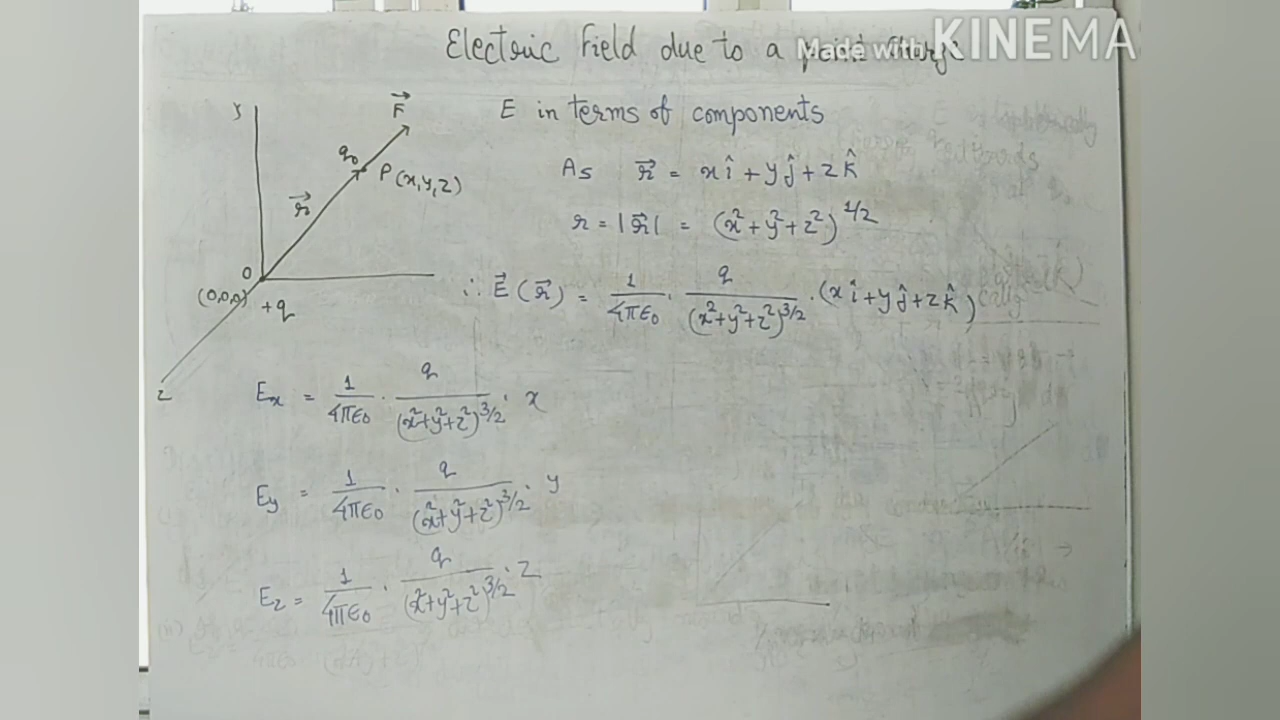 Electric Field due to a point charge
Made with KINEMA
E in terms of components
y
F⃗
q₀
P(x,y,z)
r⃗
O
(0,0,0)
+q
z
As r⃗ = xî + yĵ + zk̂
r = |r⃗| = (x²+y²+z²)^1/2
∴ E⃗(r⃗) = 1/4πε₀ · q/(x²+y²+z²)^3/2 · (xî+yĵ+zk̂)
Eₓ = 1/4πε₀ · q/(x²+y²+z²)^3/2 · x
Ey = 1/4πε₀ · q/(x²+y²+z²)^3/2 · y
Ez = 1/4πε₀ · q/(x²+y²+z²)^3/2 · z